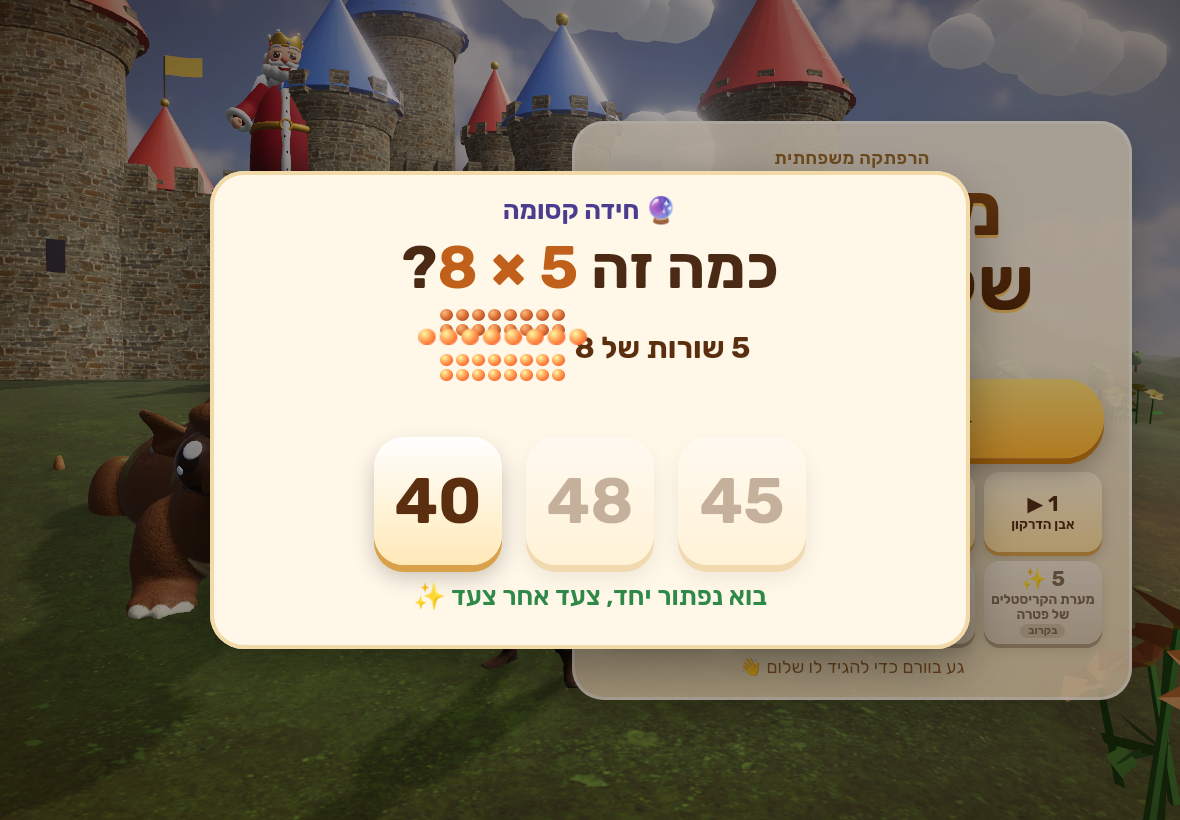 הרפתקה משפחתית
🔮 חידה קסומה
כמה זה 5 × 8?
5 שורות של 8
40 48 45
בוא נפתור יחד, צעד אחר צעד ✨
1 ▶
אבן הדרקון
5 ✨
מערת הקריסטלים
של פטרה
בקרוב
גע בוורם כדי להגיד לו שלום 👋